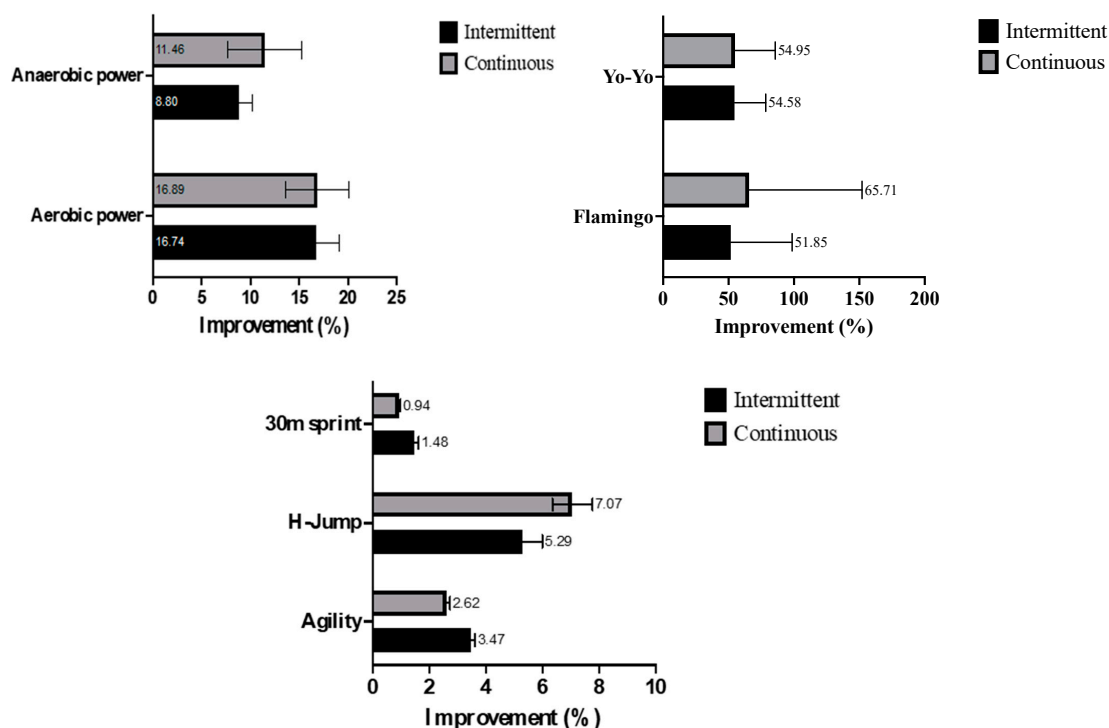 Intermittent
Continuous
Anaerobic power
11.46
8.80
Aerobic power
16.89
16.74
0 5 10 15 20 25
Improvement (%)
Intermittent
Continuous
Yo-Yo
54.95
54.58
Flamingo
65.71
51.85
0 50 100 150 200
Improvement (%)
Intermittent
Continuous
30m sprint
0.94
1.48
H-Jump
7.07
5.29
Agility
2.62
3.47
0 2 4 6 8 10
Improvement (%)